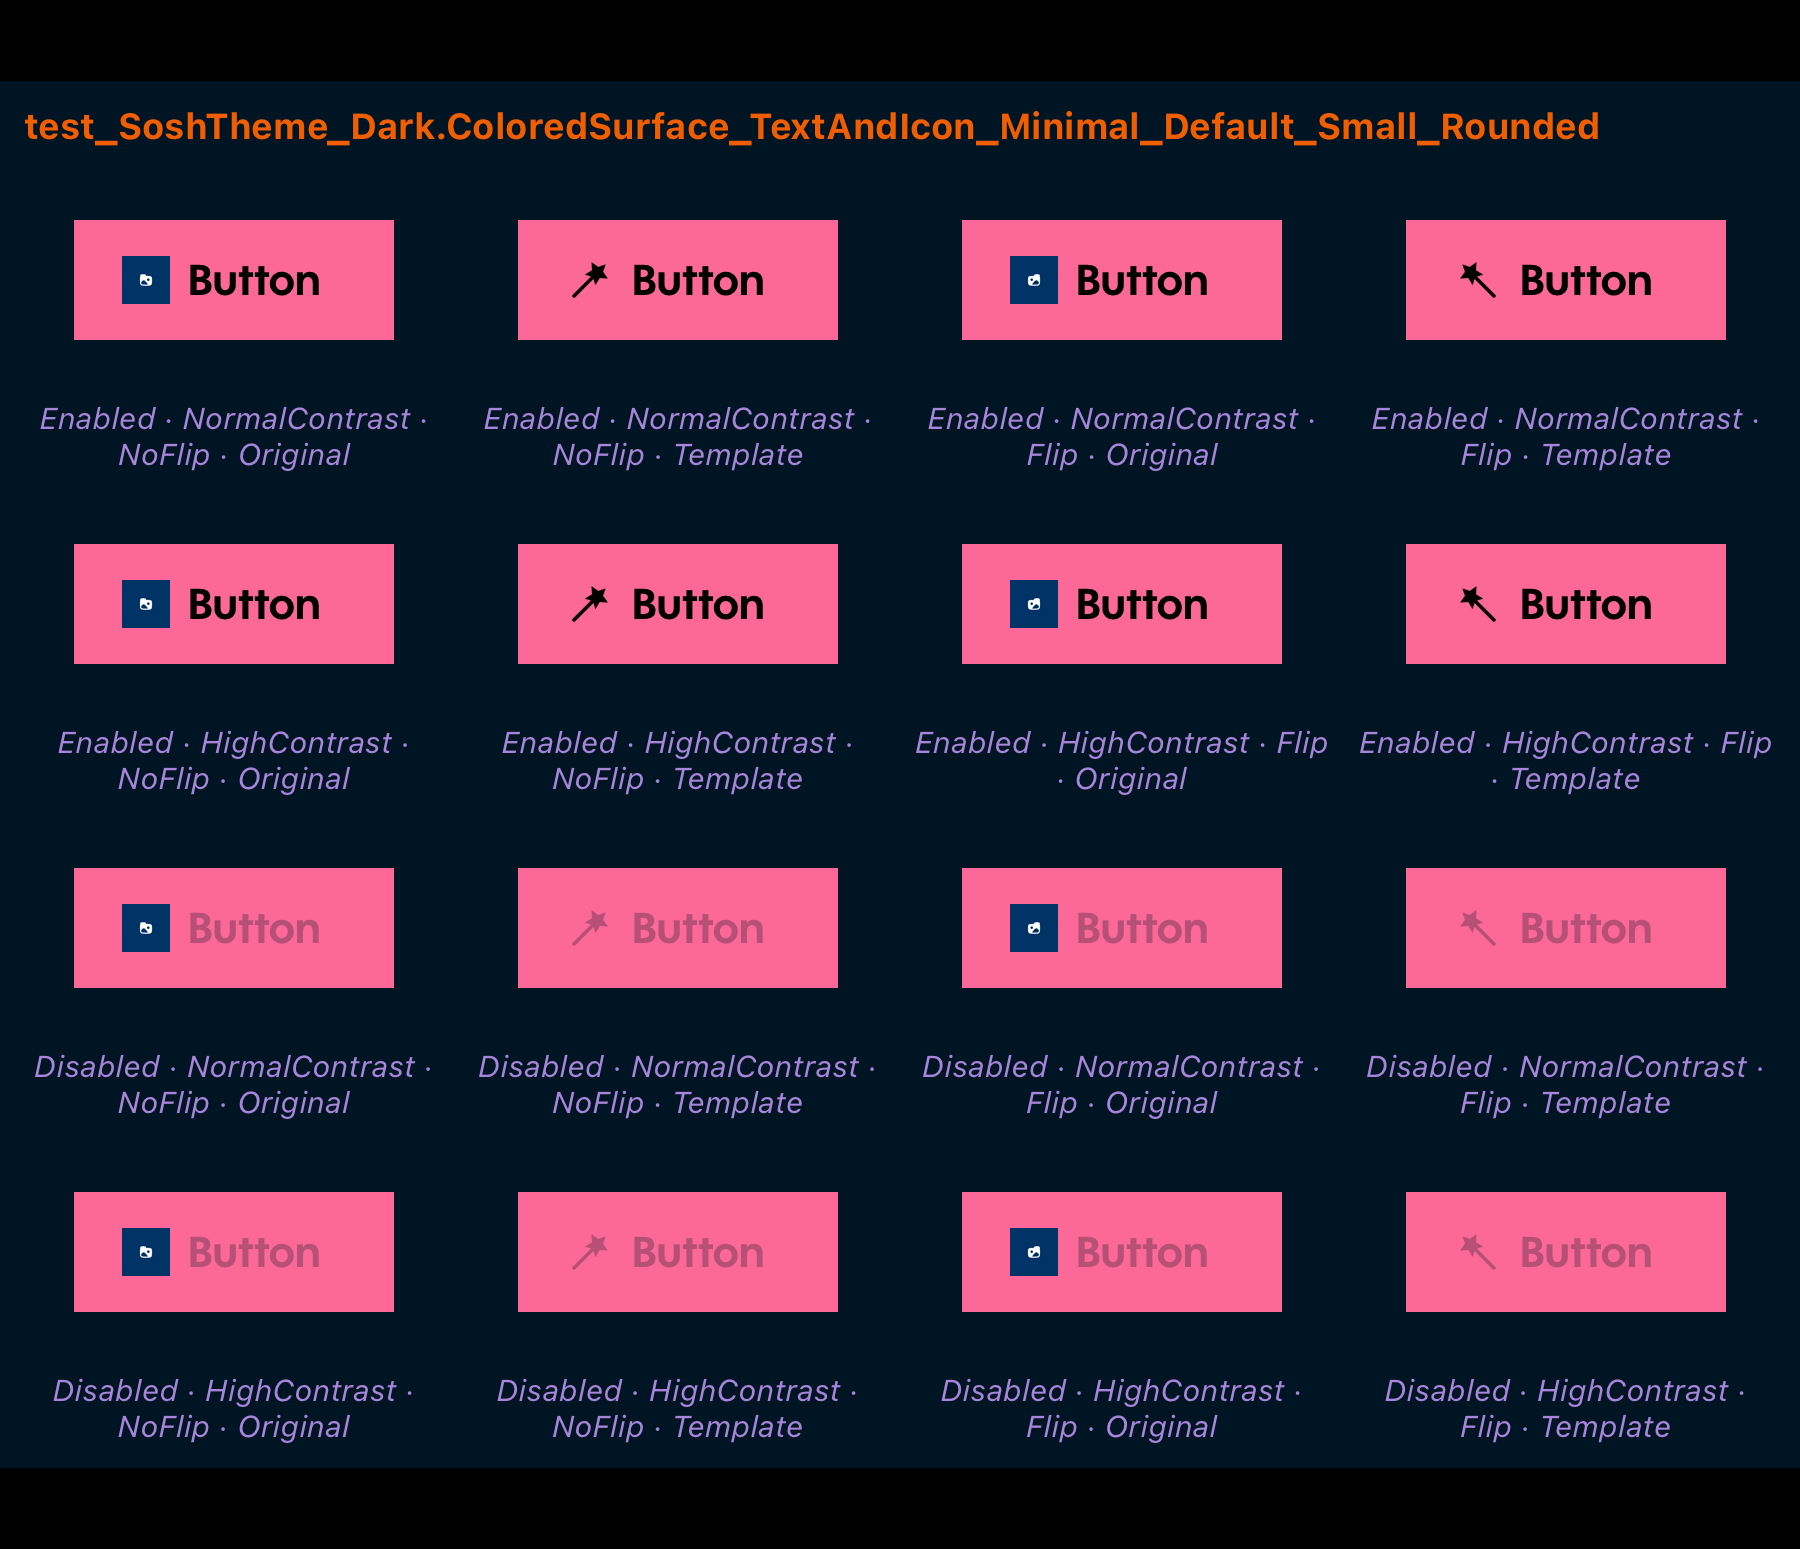 test_SoshTheme_Dark.ColoredSurface_TextAndIcon_Minimal_Default_Small_Rounded
Button Button Button Button
Enabled · NormalContrast · Enabled · NormalContrast · Enabled · NormalContrast · Enabled · NormalContrast ·
NoFlip · Original NoFlip · Template Flip · Original Flip · Template
Button Button Button Button
Enabled · HighContrast · Enabled · HighContrast · Enabled · HighContrast · Flip Enabled · HighContrast · Flip
NoFlip · Original NoFlip · Template · Original · Template
Button Button Button Button
Disabled · NormalContrast · Disabled · NormalContrast · Disabled · NormalContrast · Disabled · NormalContrast ·
NoFlip · Original NoFlip · Template Flip · Original Flip · Template
Button Button Button Button
Disabled · HighContrast · Disabled · HighContrast · Disabled · HighContrast · Disabled · HighContrast ·
NoFlip · Original NoFlip · Template Flip · Original Flip · Template